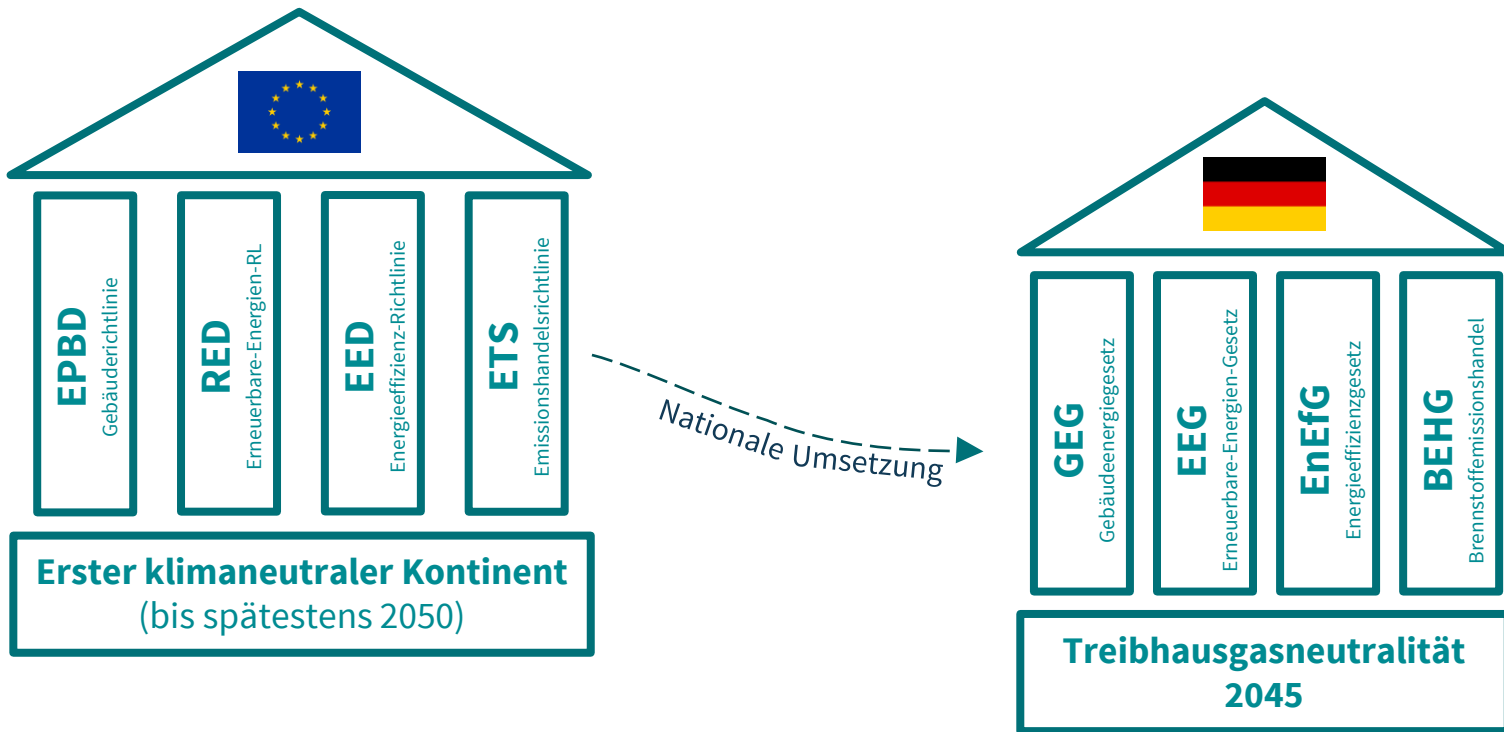 EPBD
Gebäuderichtlinie
RED
Erneuerbare-Energien-RL
EED
Energieeffizienz-Richtlinie
ETS
Emissionshandelsrichtlinie
Erster klimaneutraler Kontinent
(bis spätestens 2050)
Nationale Umsetzung
GEG
Gebäudeenergiegesetz
EEG
Erneuerbare-Energien-Gesetz
EnEfG
Energieeffizienzgesetz
BEHG
Brennstoffemissionshandel
Treibhausgasneutralität
2045